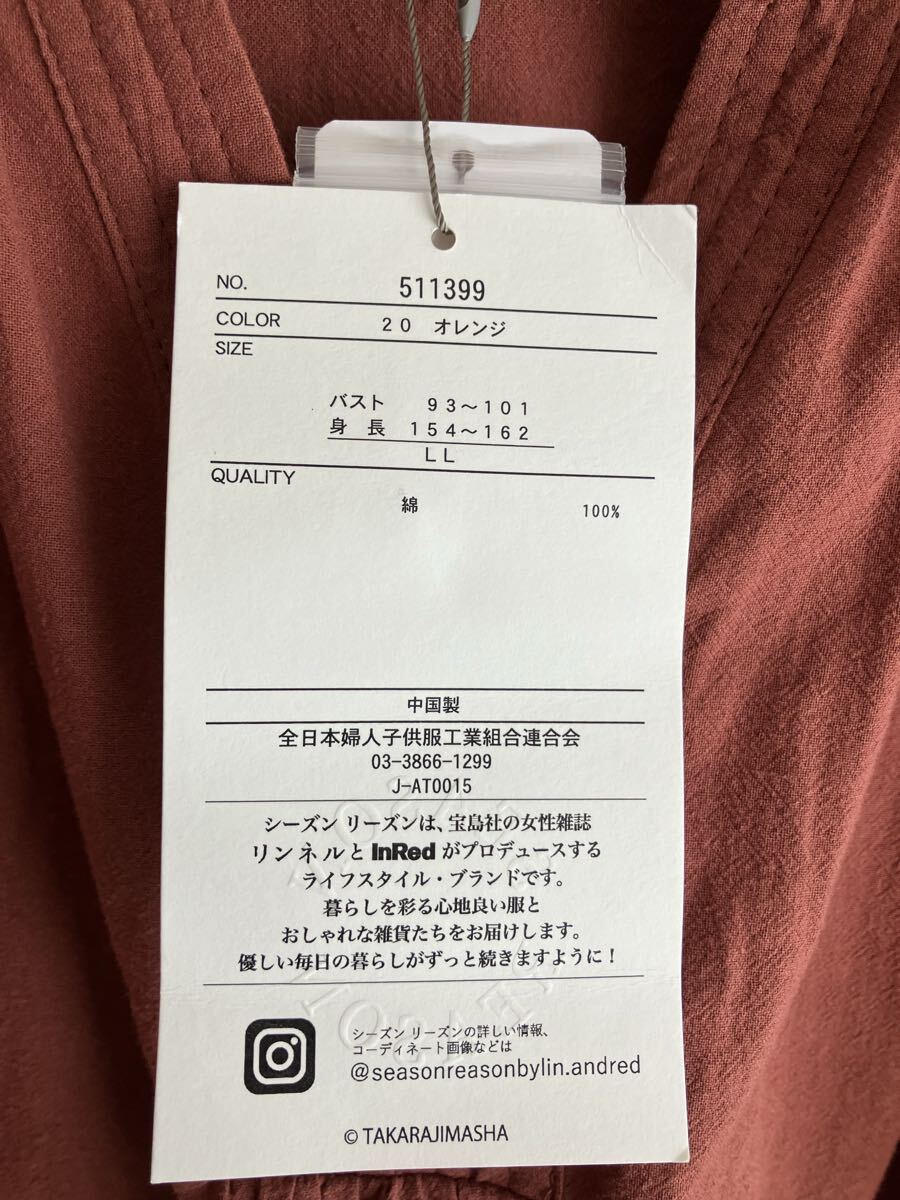 NO. 511399
COLOR 20 オレンジ
SIZE
バスト 93～101
身長 154～162
LL
QUALITY
綿 100%
中国製
全日本婦人子供服工業組合連合会
03-3866-1299
J-AT0015
シーズン リーズンは、宝島社の女性雑誌
リンネルと InRed がプロデュースする
ライフスタイル・ブランドです。
暮らしを彩る心地良い服と
おしゃれな雑貨たちをお届けします。
優しい毎日の暮らしがずっと続きますように！
シーズン リーズンの詳しい情報、
コーディネート画像などは
@seasonreasonbylin.andred
© TAKARAJIMASHA